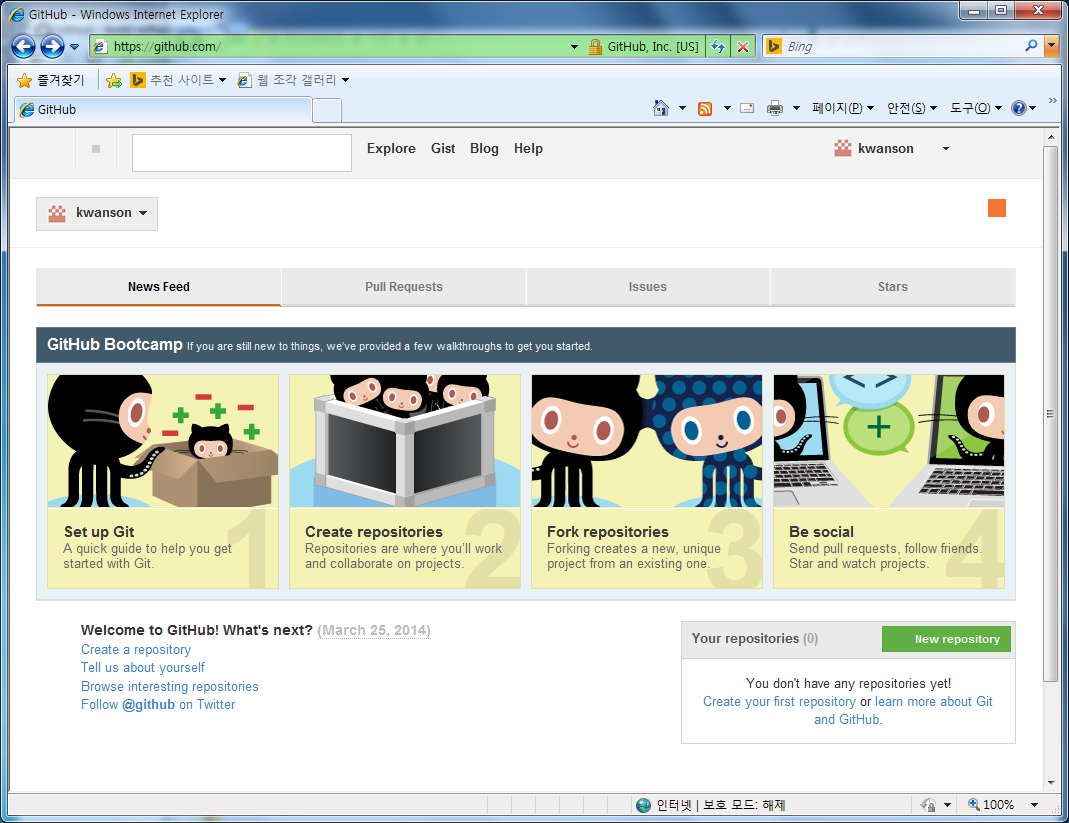 GitHub - Windows Internet Explorer
https://github.com/
GitHub, Inc. [US]
Bing
즐겨찾기
추천 사이트
웹 조각 갤러리
GitHub
페이지(P)
안전(S)
도구(O)
Explore Gist Blog Help
kwanson
kwanson
News Feed
Pull Requests
Issues
Stars
GitHub Bootcamp If you are still new to things, we've provided a few walkthroughs to get you started.
1
Set up Git
A quick guide to help you get
started with Git.
2
Create repositories
Repositories are where you'll work
and collaborate on projects.
3
Fork repositories
Forking creates a new, unique
project from an existing one.
4
Be social
Send pull requests, follow friends.
Star and watch projects.
Welcome to GitHub! What's next? (March 25, 2014)
Create a repository
Tell us about yourself
Browse interesting repositories
Follow @github on Twitter
Your repositories (0)
New repository
You don't have any repositories yet!
Create your first repository or learn more about Git
and GitHub.
인터넷 | 보호 모드: 해제
100%